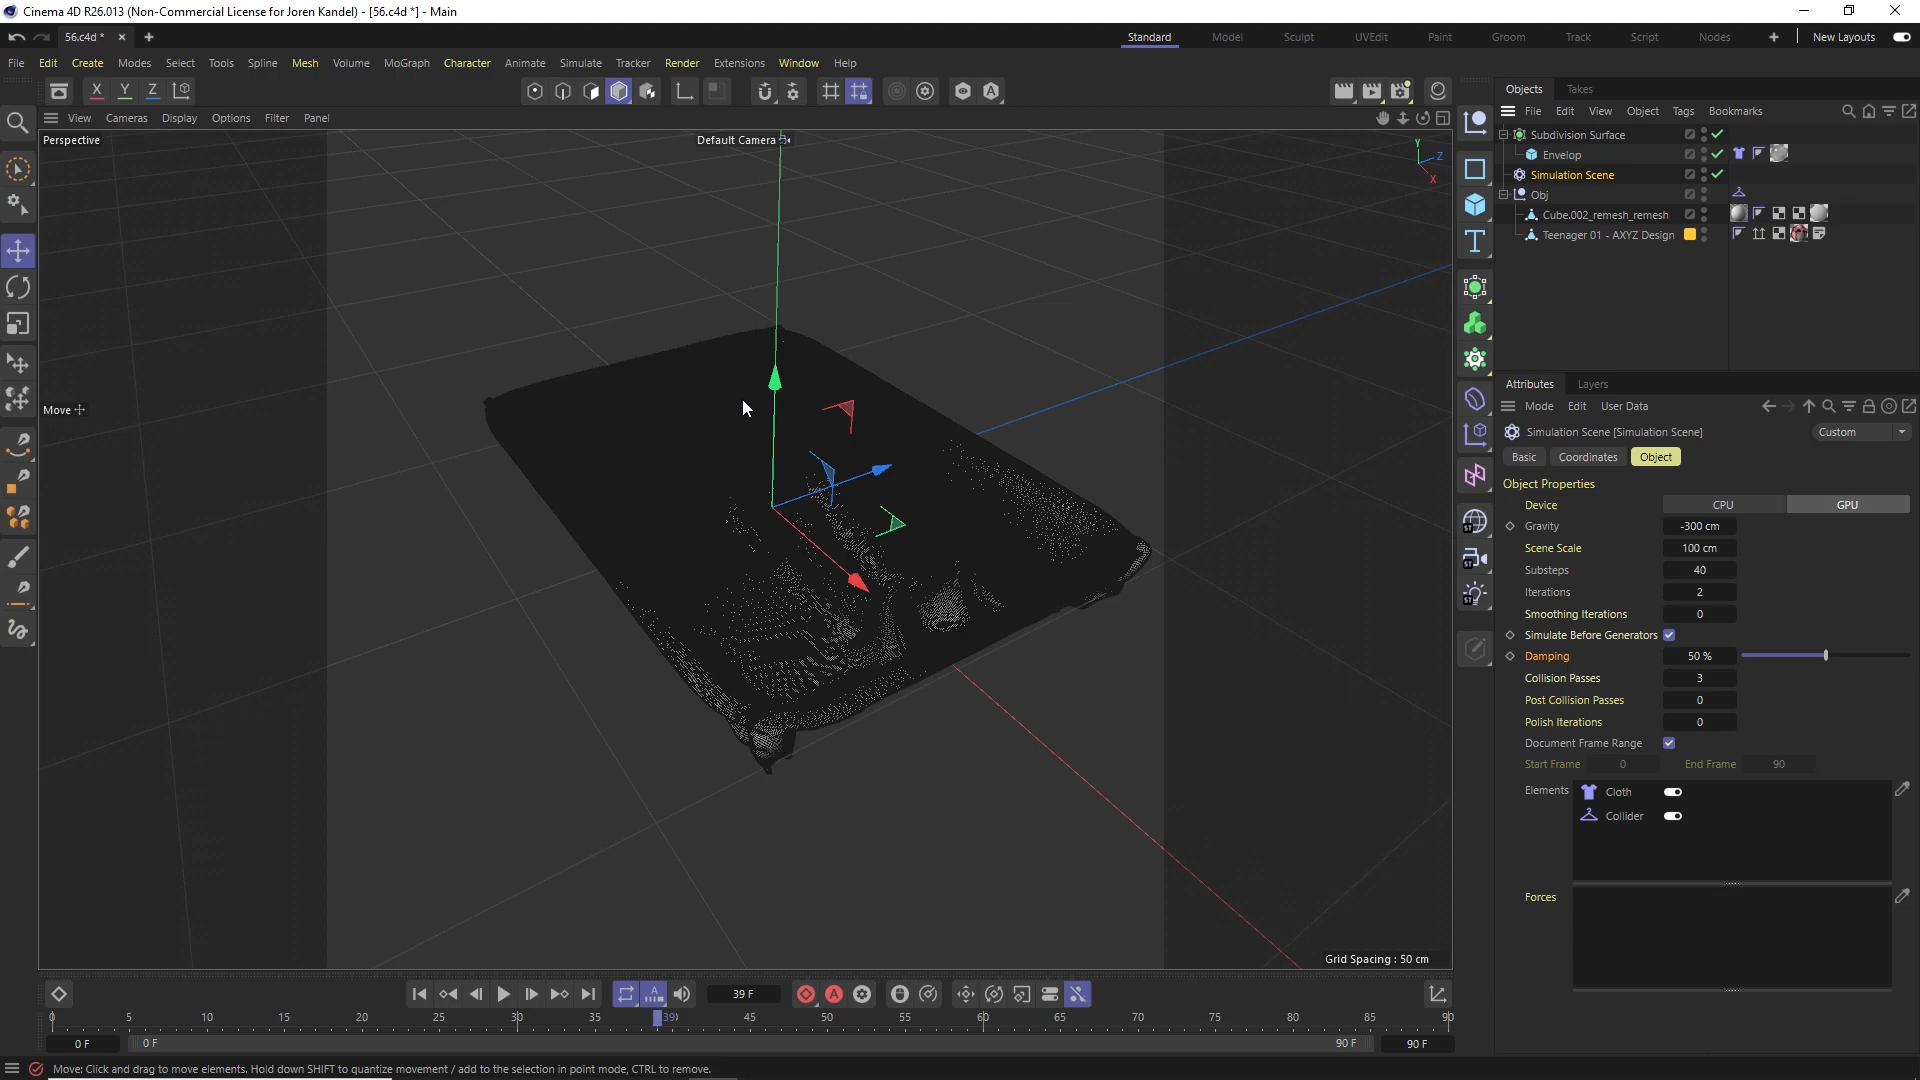 Cinema 4D R26.013 (Non-Commercial License for Joren Kandel) - [56.c4d *] - Main
56.c4d *
Standard Model Sculpt UVEdit Paint Groom Track Script Nodes New Layouts
File Edit Create Modes Select Tools Spline Mesh Volume MoGraph Character Animate Simulate Tracker Render Extensions Window Help
X Y Z
Objects Takes
File Edit View Object Tags Bookmarks
View Cameras Display Options Filter Panel
Perspective
Default Camera
Y
Z
X
Subdivision Surface
Envelop
Simulation Scene
Obj
Cube.002_remesh_remesh
Teenager 01 - AXYZ Design
Move
Attributes Layers
Mode Edit User Data
Simulation Scene [Simulation Scene]
Custom
Basic Coordinates Object
Object Properties
Device CPU GPU
Gravity -300 cm
Scene Scale 100 cm
Substeps 40
Iterations 2
Smoothing Iterations 0
Simulate Before Generators
Damping 50 %
Collision Passes 3
Post Collision Passes 0
Polish Iterations 0
Document Frame Range
Start Frame 0 End Frame 90
Elements Cloth
Collider
Forces
Grid Spacing : 50 cm
39 F
0 5 10 15 20 25 30 35 39 45 50 55 60 65 70 75 80 85 90
0 F 0 F 90 F 90 F
Move: Click and drag to move elements. Hold down SHIFT to quantize movement / add to the selection in point mode, CTRL to remove.